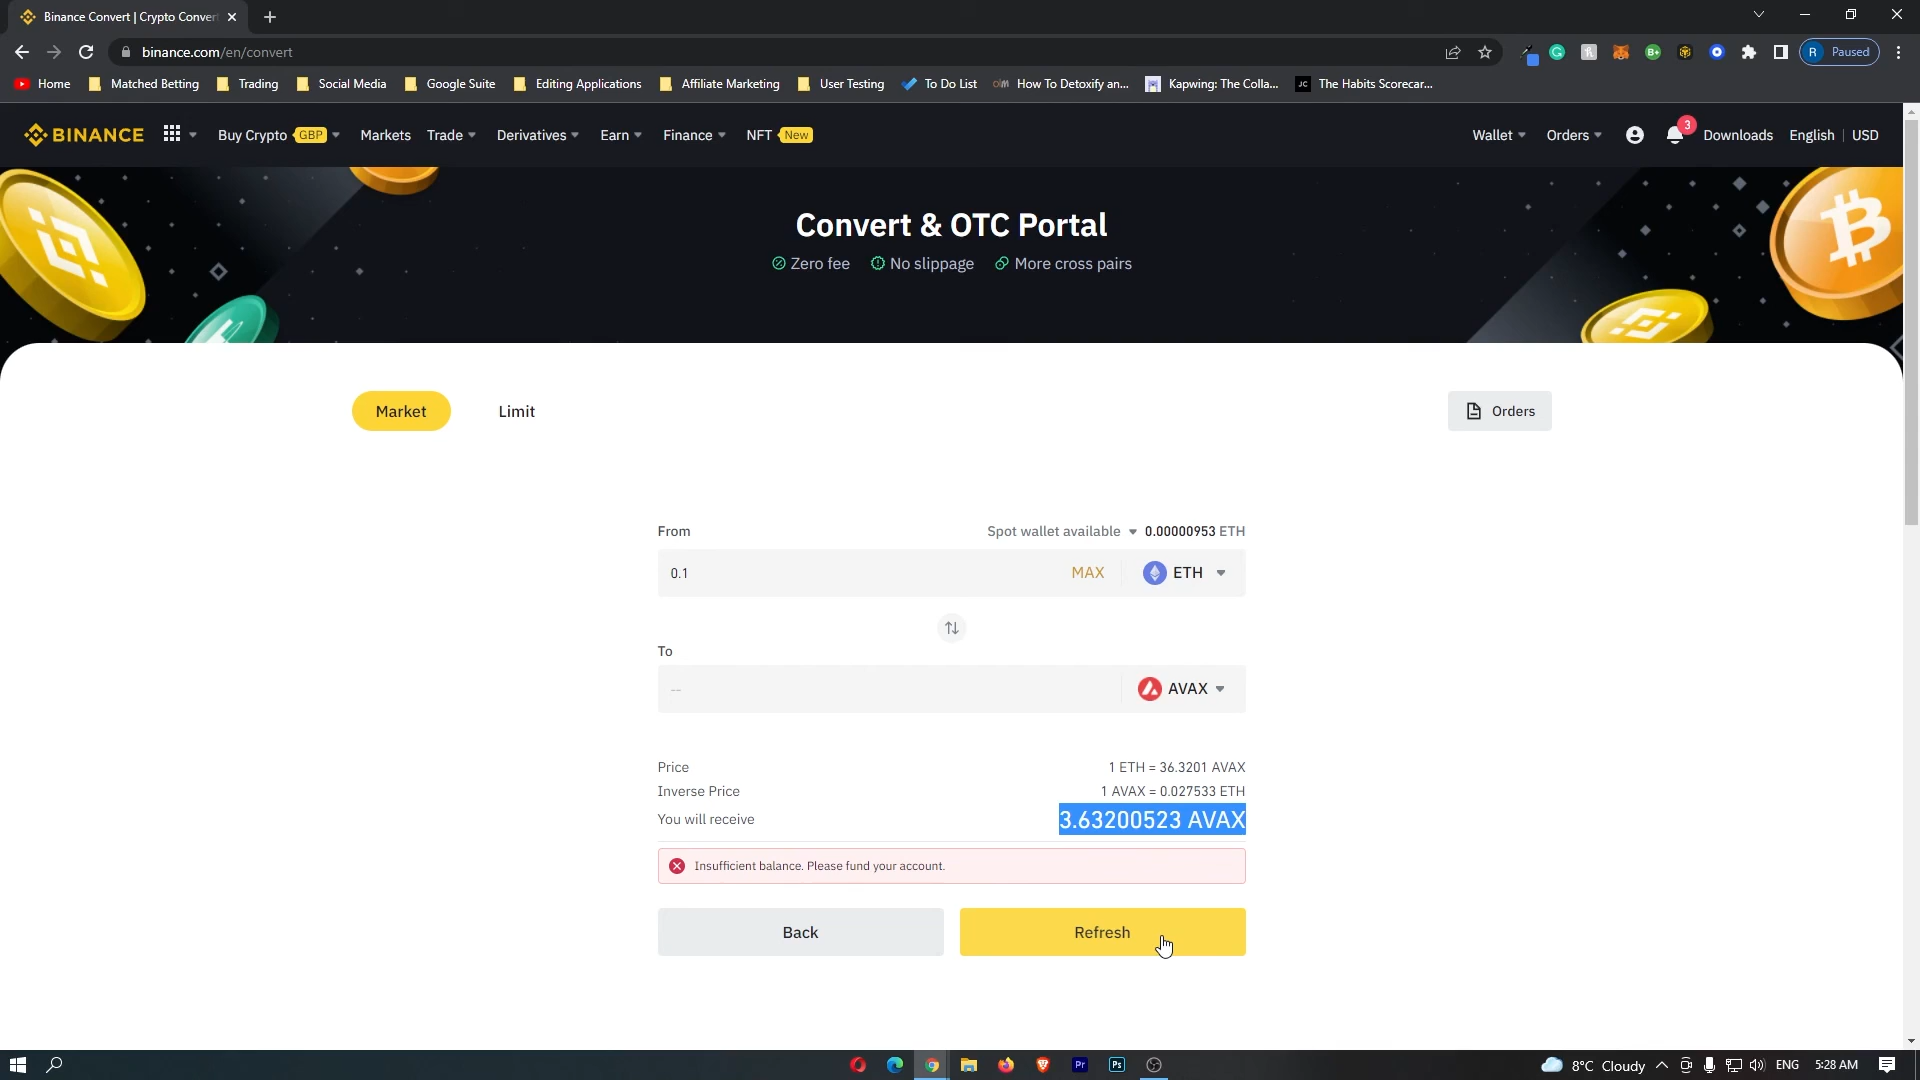 Binance Convert | Crypto Conver
binance.com/en/convert
R Paused
Home Matched Betting Trading Social Media Google Suite Editing Applications Affiliate Marketing User Testing To Do List How To Detoxify an... Kapwing: The Colla... JC The Habits Scorecar...
BINANCE Buy Crypto GBP Markets Trade Derivatives Earn Finance NFT New Wallet Orders 3 Downloads English USD
Convert & OTC Portal
Zero fee No slippage More cross pairs
Market Limit Orders
From Spot wallet available 0.00000953 ETH
0.1 MAX ETH
To
-- AVAX
Price 1 ETH = 36.3201 AVAX
Inverse Price 1 AVAX = 0.027533 ETH
You will receive 3.63200523 AVAX
Insufficient balance. Please fund your account.
Back Refresh
Pr Ps 8°C Cloudy ENG 5:28 AM